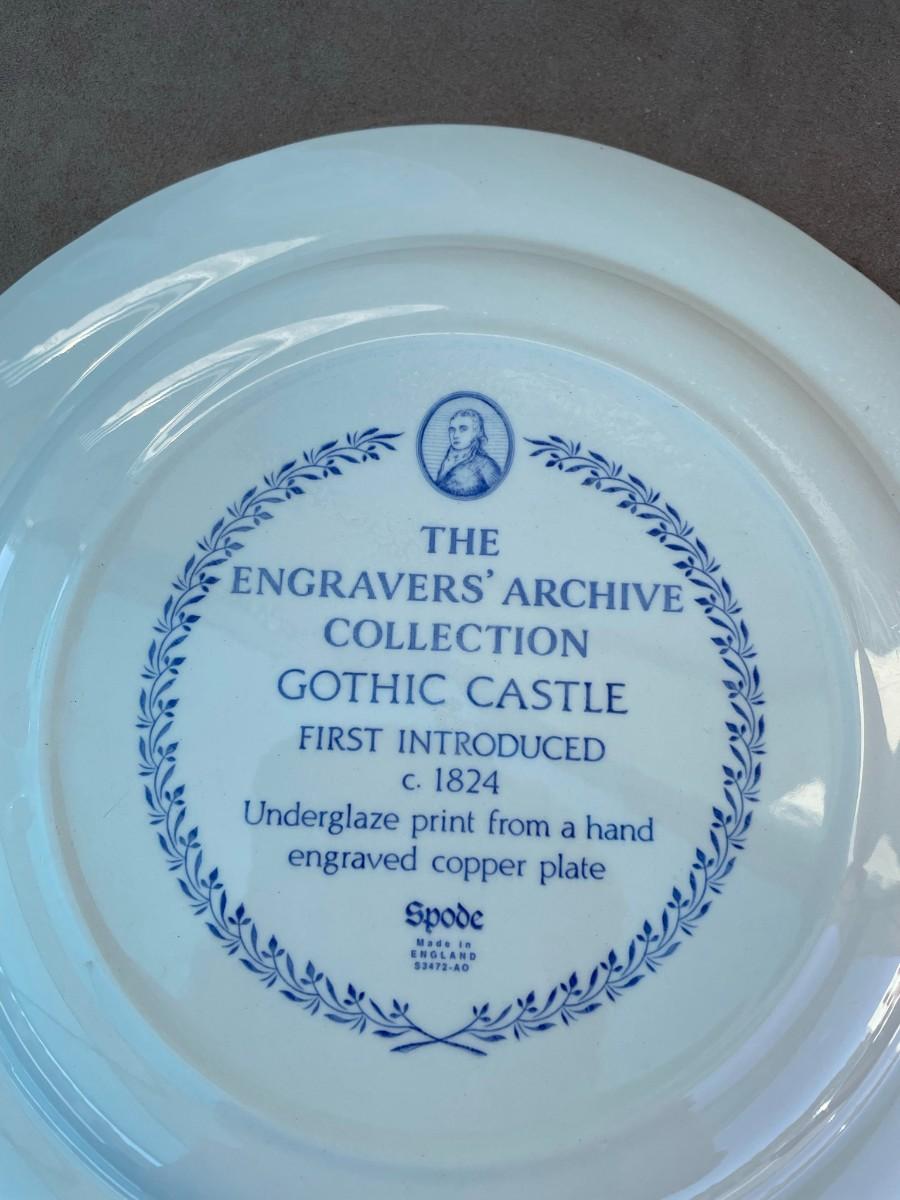 THE
ENGRAVERS' ARCHIVE
COLLECTION
GOTHIC CASTLE
FIRST INTRODUCED
c. 1824
Underglaze print from a hand
engraved copper plate
Spode
Made in
ENGLAND
S3472-AO